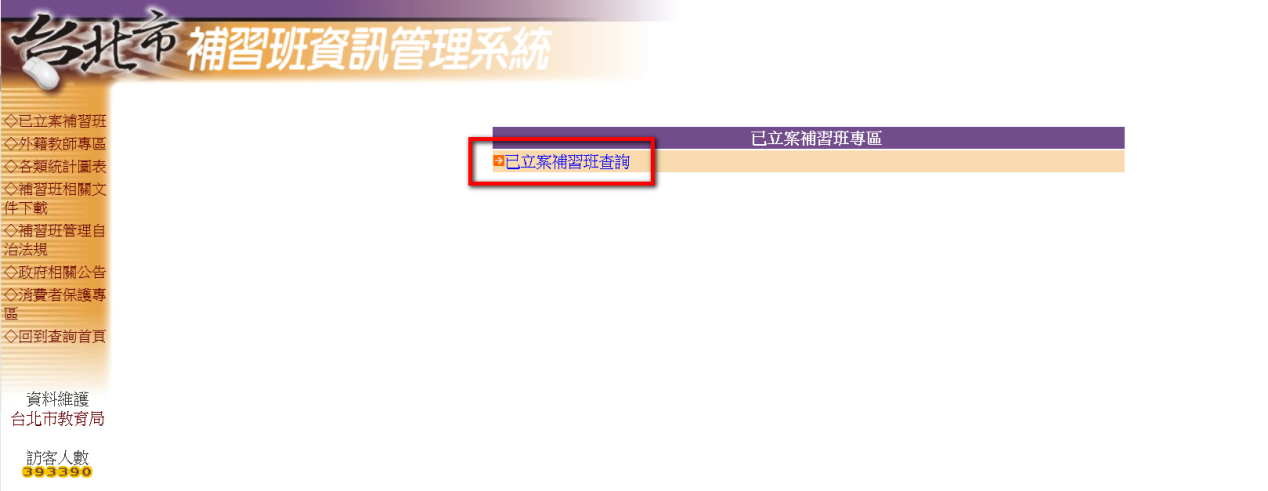 台北市補習班資訊管理系統
◇已立案補習班
◇外籍教師專區
◇各類統計圖表
◇補習班相關文
件下載
◇補習班管理自
治法規
◇政府相關公告
◇消費者保護專
區
◇回到查詢首頁
資料維護
台北市教育局
訪客人數
393390
已立案補習班專區
已立案補習班查詢